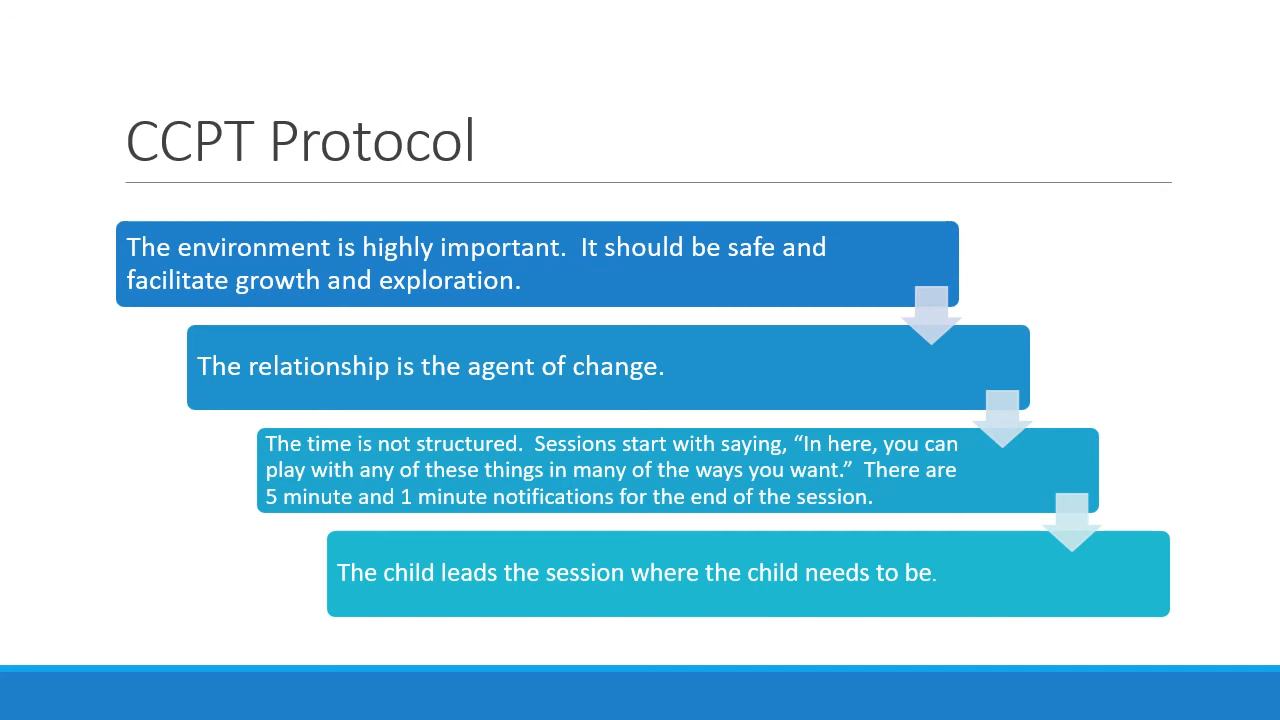 CCPT Protocol
The environment is highly important.  It should be safe and
facilitate growth and exploration.
The relationship is the agent of change.
The time is not structured.  Sessions start with saying, “In here, you can
play with any of these things in many of the ways you want.”  There are
5 minute and 1 minute notifications for the end of the session.
The child leads the session where the child needs to be.